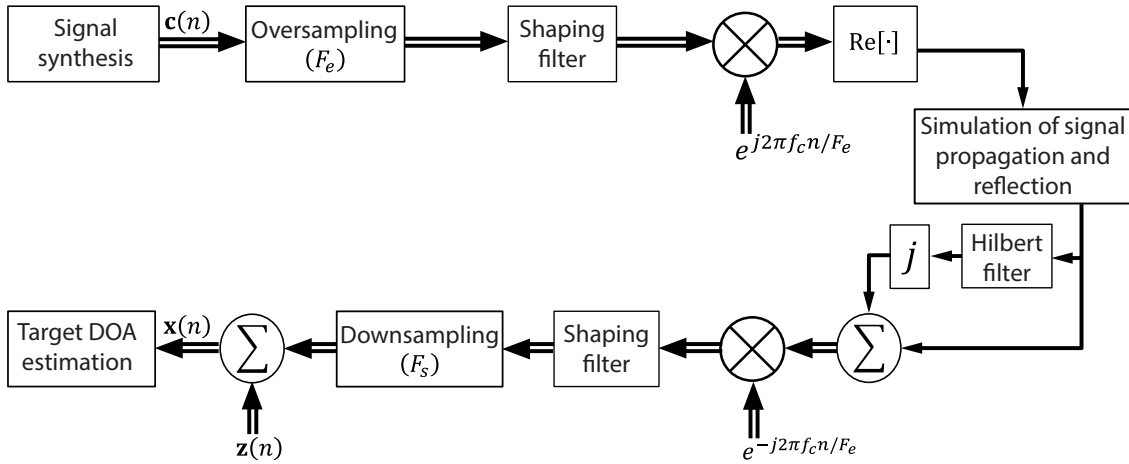 Signal
synthesis
𝐜(n)
Oversampling
(F_e)
Shaping
filter
e^{j2πf_c n/F_e}
Re[·]
Simulation of signal
propagation and
reflection
Hilbert
filter
j
∑
e^{−j2πf_c n/F_e}
Shaping
filter
Downsampling
(F_s)
∑
𝐳(n)
𝐱(n)
Target DOA
estimation